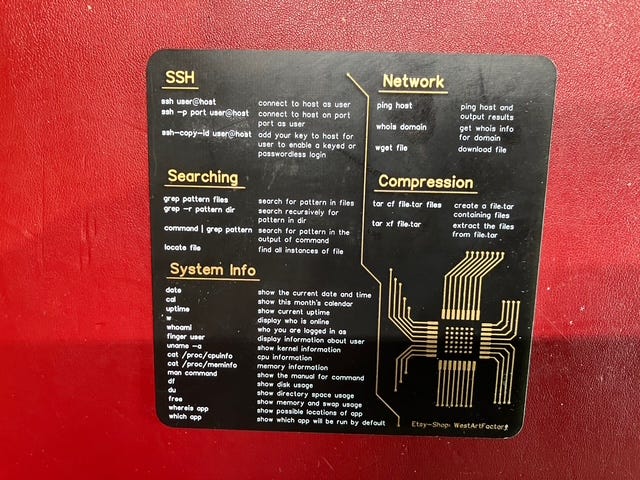 SSH
ssh user@host connect to host as user
ssh -p port user@host connect to host on port
port as user
ssh-copy-id user@host add your key to host for
user to enable a keyed or
passwordless login
Searching
grep pattern files search for pattern in files
grep -r pattern dir search recursively for
pattern in dir
command | grep pattern search for pattern in the
output of command
locate file find all instances of file
System Info
date show the current date and time
cal show this month's calendar
uptime show current uptime
w display who is online
whoami who you are logged in as
finger user display information about user
uname -a show kernel information
cat /proc/cpuinfo cpu information
cat /proc/meminfo memory information
man command show the manual for command
df show disk usage
du show directory space usage
free show memory and swap usage
whereis app show possible locations of app
which app show which app will be run by default
Network
ping host ping host and
output results
whois domain get whois info
for domain
wget file download file
Compression
tar cf file.tar files create a file.tar
containing files
tar xf file.tar extract the files
from file.tar
Etsy-Shop: WestArtFactory